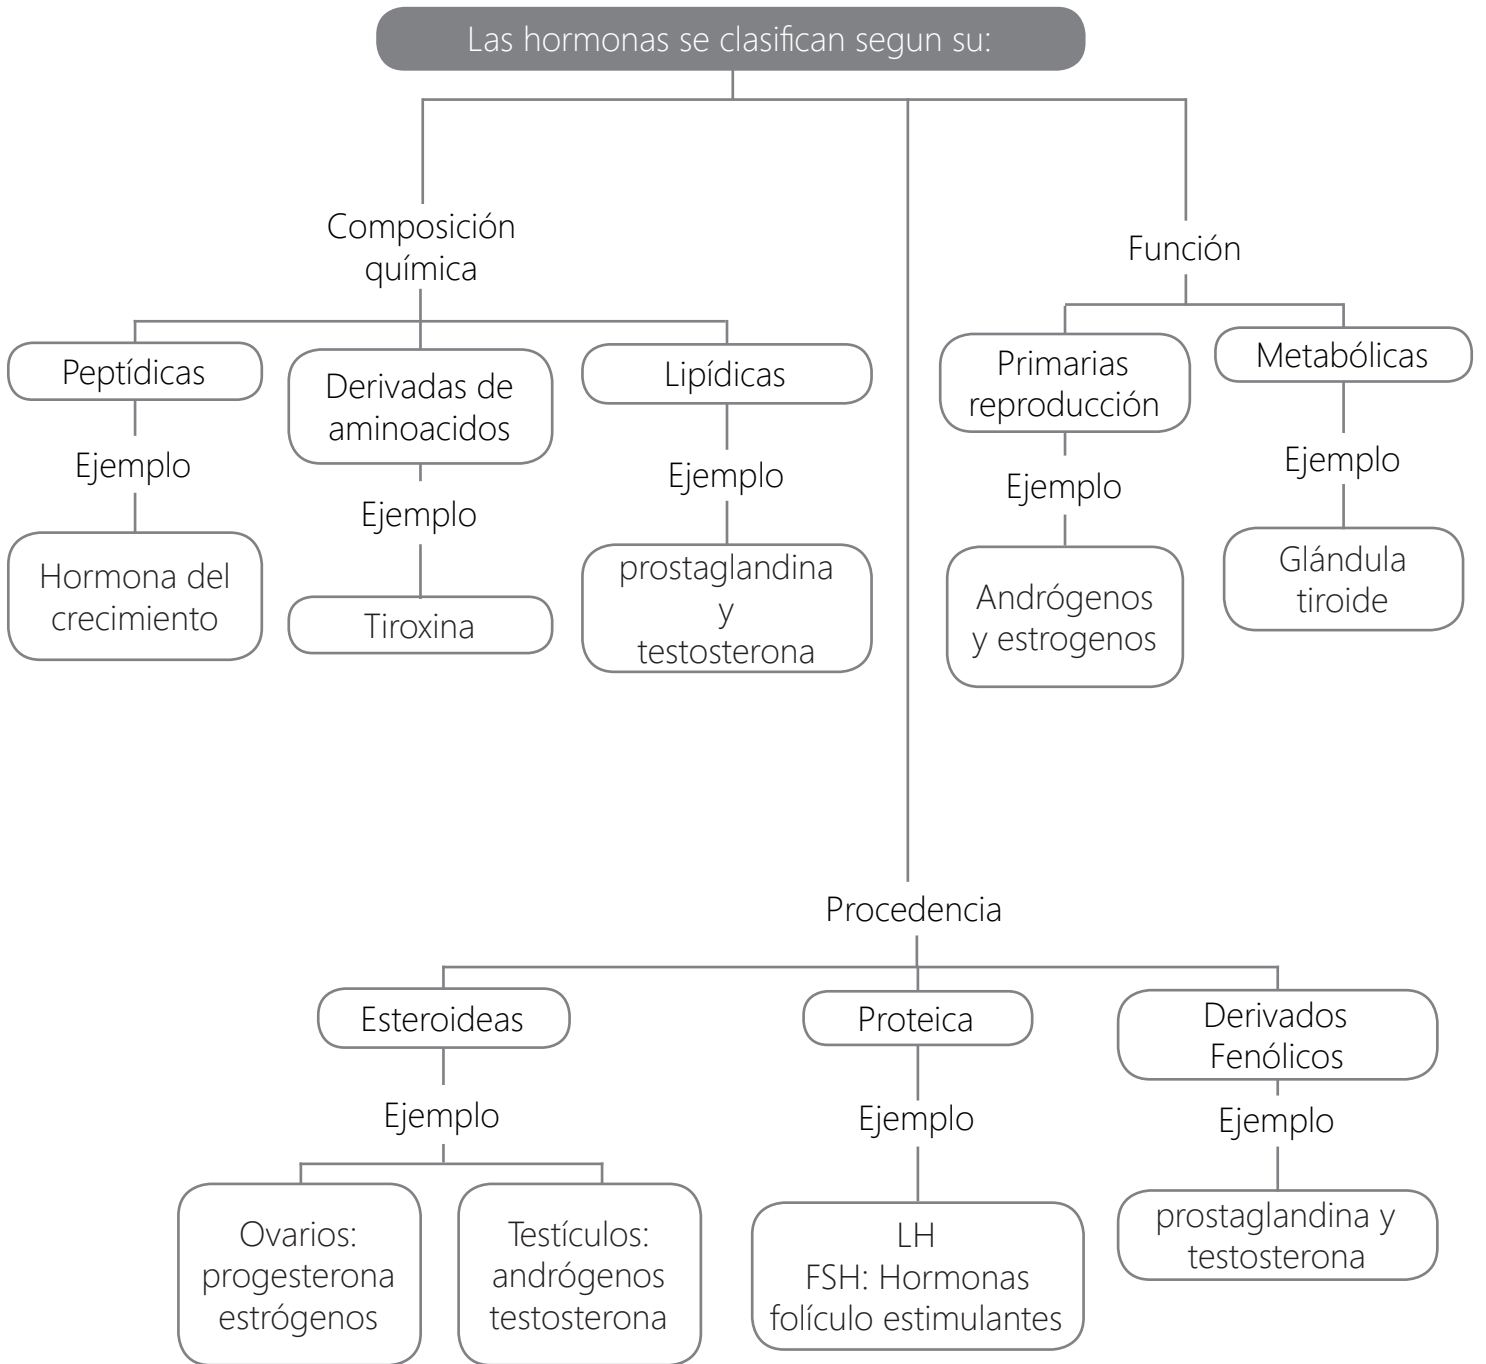 Las hormonas se clasifican segun su:
Composición
química
Peptídicas
Ejemplo
Hormona del
crecimiento
Derivadas de
aminoacidos
Ejemplo
Tiroxina
Lipídicas
Ejemplo
prostaglandina
y
testosterona
Función
Primarias
reproducción
Ejemplo
Andrógenos
y estrogenos
Metabólicas
Ejemplo
Glándula
tiroide
Procedencia
Esteroideas
Ejemplo
Ovarios:
progesterona
estrógenos
Testículos:
andrógenos
testosterona
Proteica
Ejemplo
LH
FSH: Hormonas
folículo estimulantes
Derivados
Fenólicos
Ejemplo
prostaglandina y
testosterona